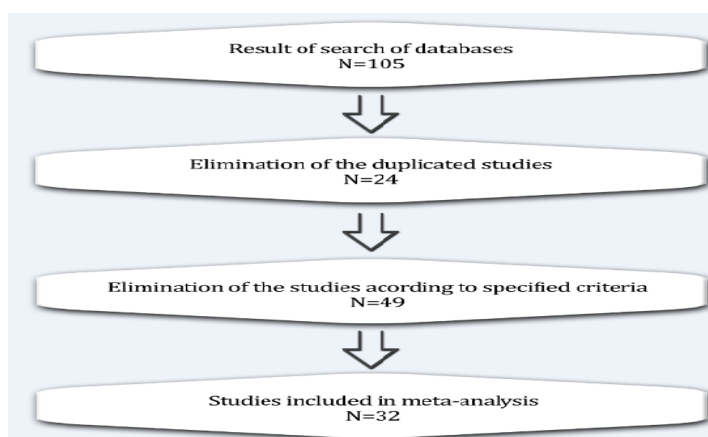 Result of search of databases
N=105
Elimination of the duplicated studies
N=24
Elimination of the studies acording to specified criteria
N=49
Studies included in meta-analysis
N=32